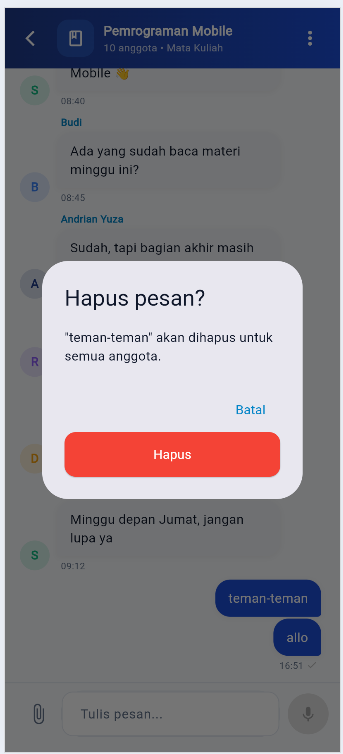 Pemrograman Mobile
10 anggota • Mata Kuliah
Mobile 👋
S
08:40
Budi
Ada yang sudah baca materi
minggu ini?
B
08:45
Andrian Yuza
Sudah, tapi bagian akhir masih
A
Hapus pesan?
"teman-teman" akan dihapus untuk
semua anggota.
R
Batal
Hapus
D
Minggu depan Jumat, jangan
lupa ya
S
09:12
teman-teman
allo
16:51 ✓
Tulis pesan...